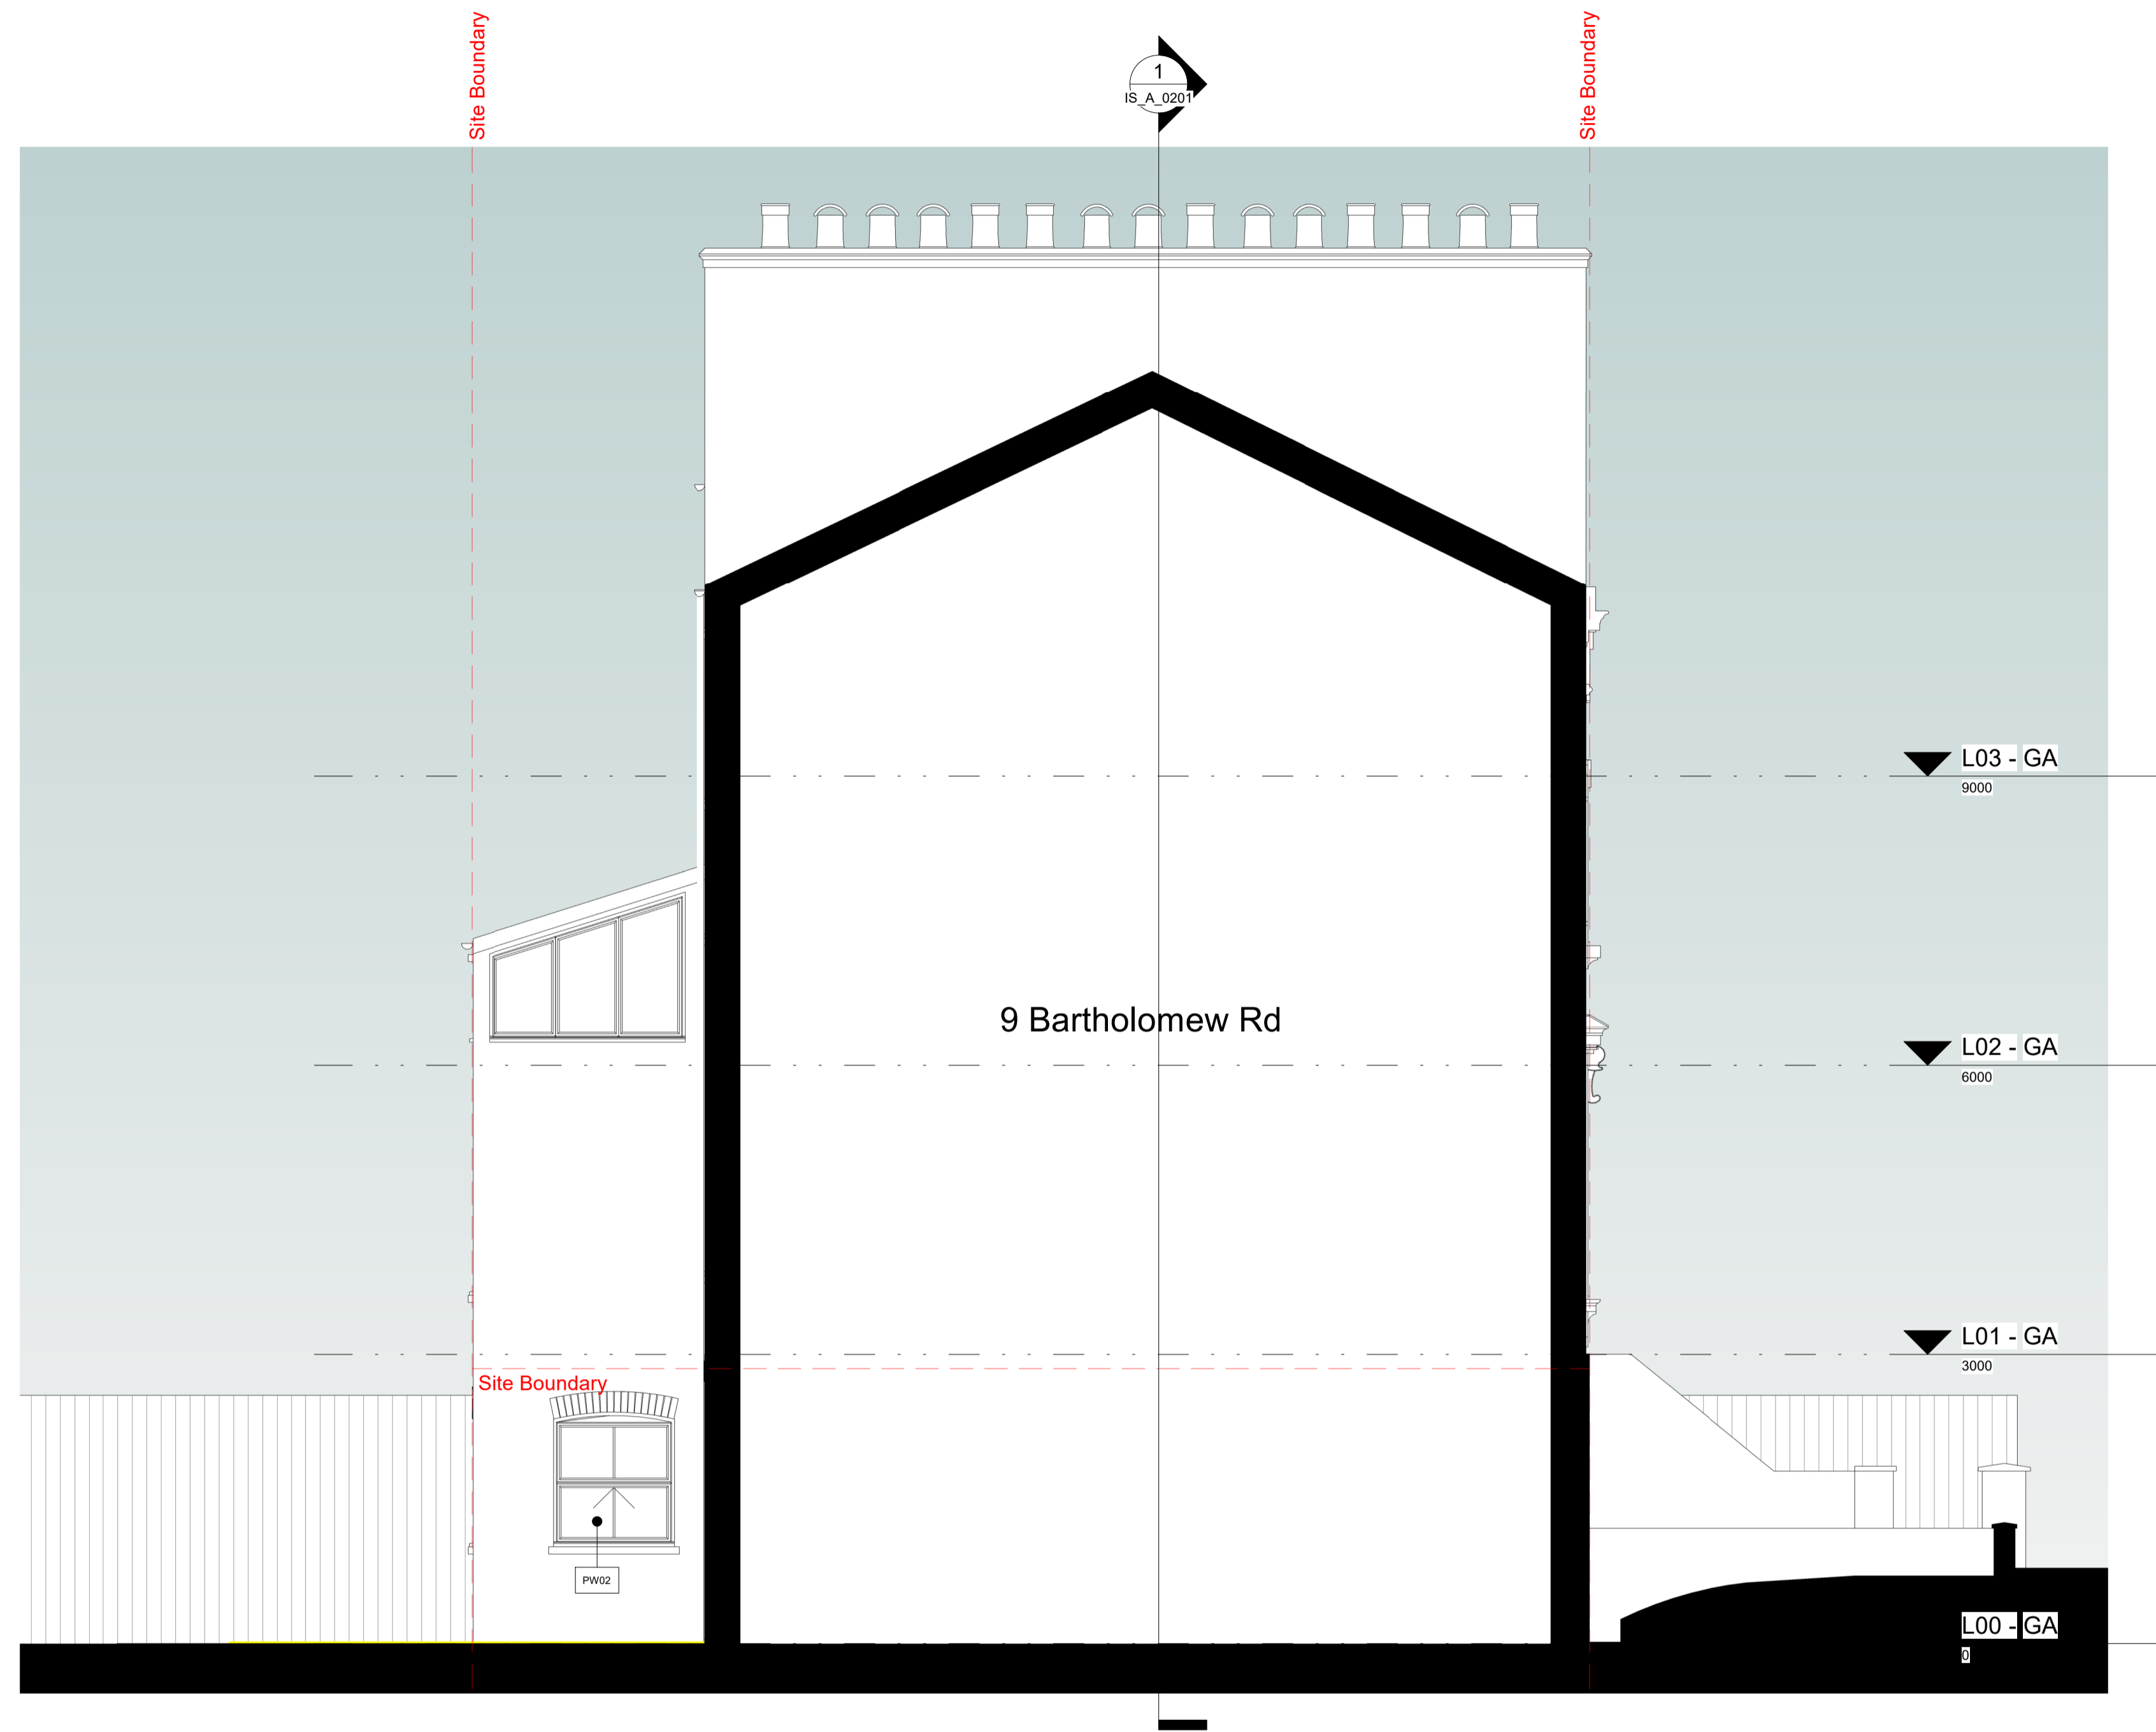 Site Boundary
1
IS_A_0201
Site Boundary
L03 - GA
9000
9 Bartholomew Rd
L02 - GA
6000
L01 - GA
3000
Site Boundary
PW02
L00 - GA
0